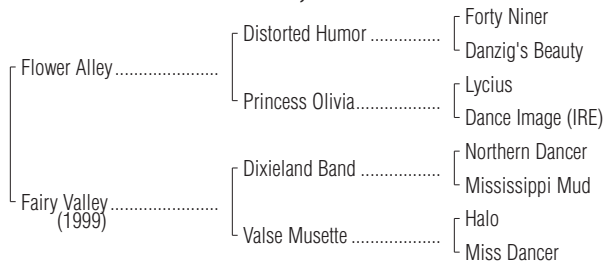 Forty Niner
Distorted Humor ................
Danzig's Beauty
Flower Alley.....................
Lycius
Princess Olivia...................
Dance Image (IRE)
Northern Dancer
Dixieland Band ..................
Mississippi Mud
Fairy Valley......................
(1999)
Halo
Valse Musette ....................
Miss Dancer